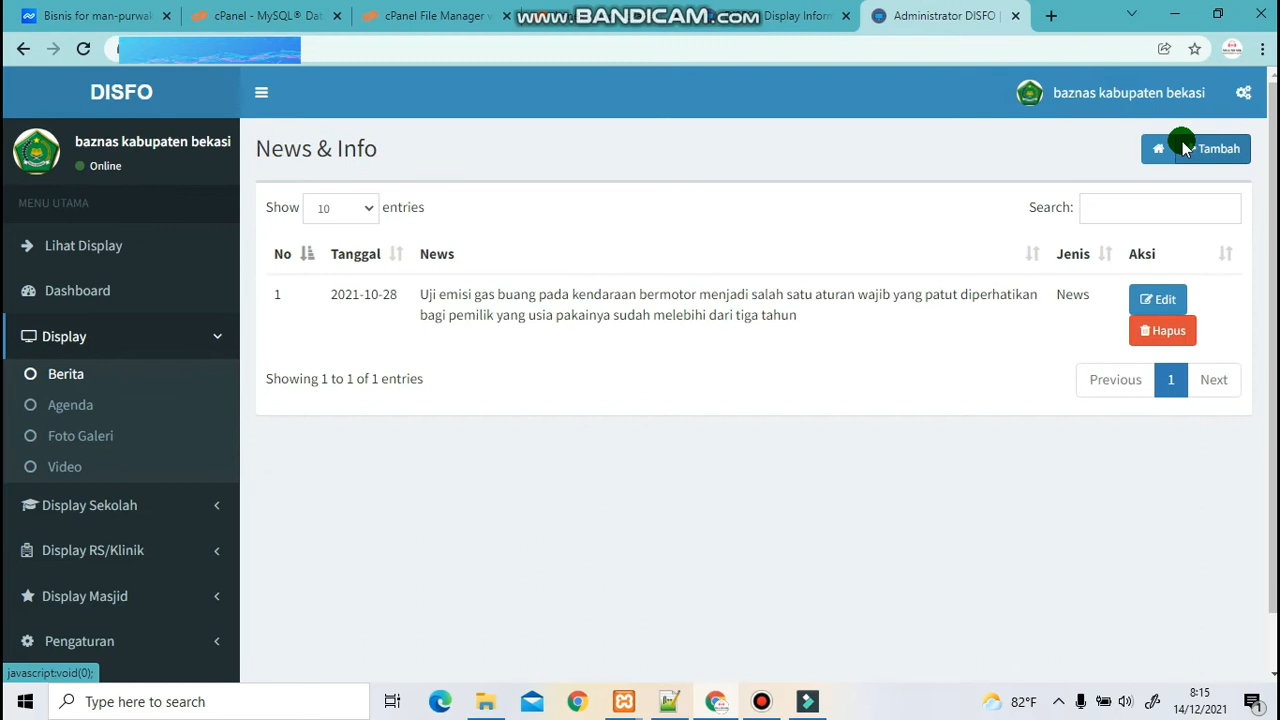 Bisnis for man-purwak
cPanel - MySQL® Data
cPanel File Manager v
www.BANDICAM.com
Display Inform
Administrator DISFO |
DISFO
baznas kabupaten bekasi
baznas kabupaten bekasi
Online
News & Info
Tambah
MENU UTAMA
Show 10 entries
Search:
Lihat Display
No Tanggal News Jenis Aksi
Dashboard
1 2021-10-28 Uji emisi gas buang pada kendaraan bermotor menjadi salah satu aturan wajib yang patut diperhatikan News Edit
bagi pemilik yang usia pakainya sudah melebihi dari tiga tahun
Hapus
Display
Berita
Showing 1 to 1 of 1 entries
Previous 1 Next
Agenda
Foto Galeri
Video
Display Sekolah
Display RS/Klinik
Display Masjid
Pengaturan
javascript:void(0);
Type here to search
82°F
8:15
14/12/2021
1